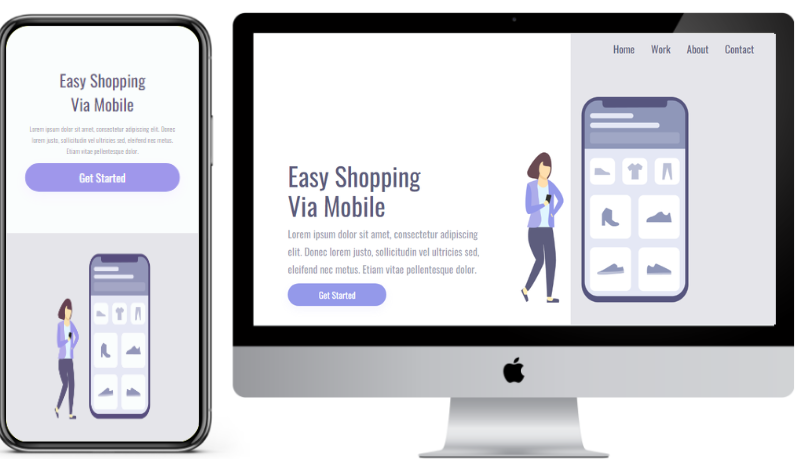 Easy Shopping
Via Mobile
Lorem ipsum dolor sit amet, consectetur adipiscing elit. Donec
lorem justo, sollicitudin vel ultricies sed, eleifend nec metus.
Etiam vitae pellentesque dolor.
Get Started
Home Work About Contact
Easy Shopping
Via Mobile
Lorem ipsum dolor sit amet, consectetur adipiscing
elit. Donec lorem justo, sollicitudin vel ultricies sed,
eleifend nec metus. Etiam vitae pellentesque dolor.
Get Started